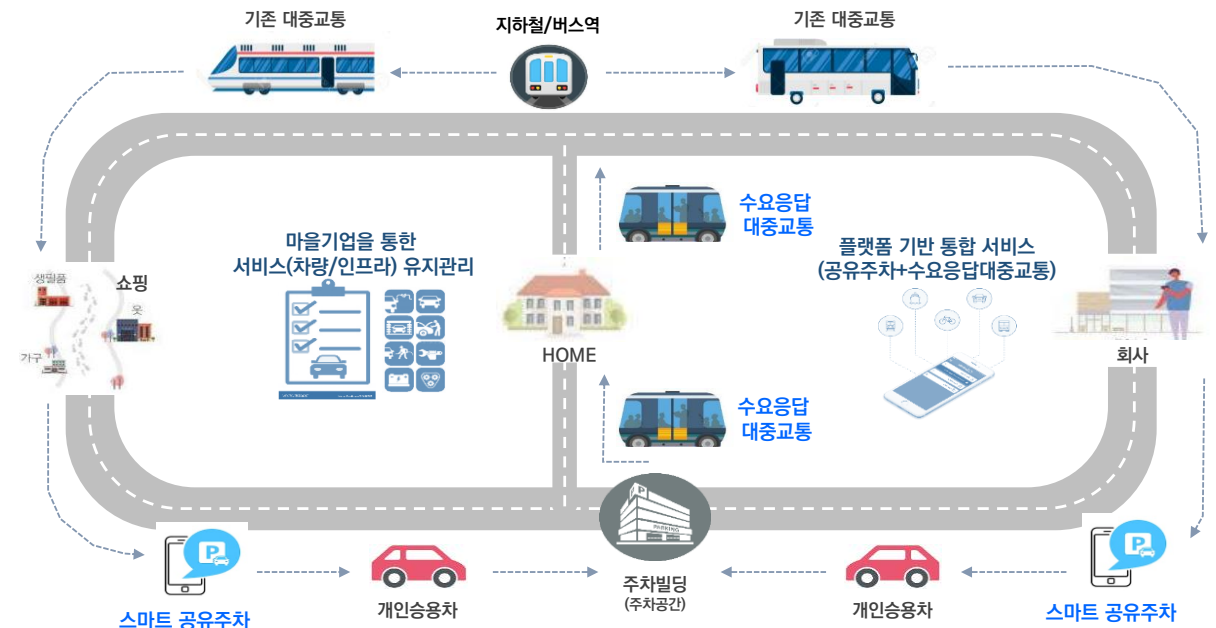 기존 대중교통
지하철/버스역
기존 대중교통
수요응답
대중교통
마을기업을 통한
서비스(차량/인프라) 유지관리
플랫폼 기반 통합 서비스
(공유주차+수요응답대중교통)
생필품
쇼핑
옷
가구
HOME
회사
수요응답
대중교통
P
PARKING
P
P
개인승용차
주차빌딩
(주차공간)
개인승용차
스마트 공유주차
스마트 공유주차